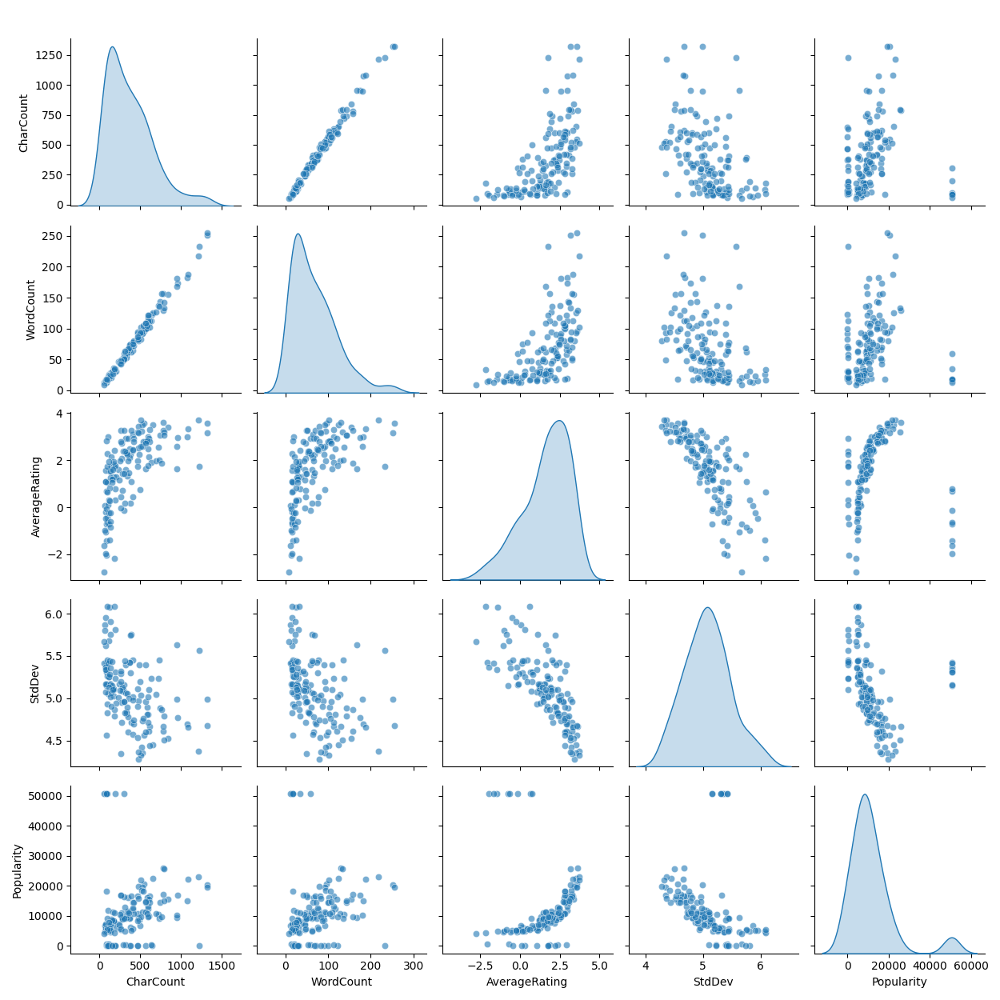 1250
1000
750
500
250
0
CharCount
250
200
150
100
50
0
WordCount
4
2
0
−2
AverageRating
6.0
5.5
5.0
4.5
StdDev
50000
40000
30000
20000
10000
0
Popularity
0 500 1000 1500
CharCount
0 100 200 300
WordCount
−2.5 0.0 2.5 5.0
AverageRating
4 5 6
StdDev
0 20000 40000 60000
Popularity